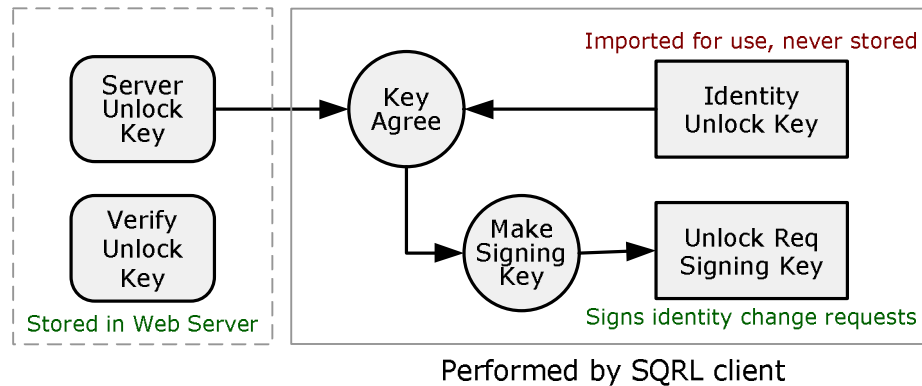 Server
Unlock
Key
Verify
Unlock
Key
Stored in Web Server
Imported for use, never stored
Key
Agree
Identity
Unlock Key
Make
Signing
Key
Unlock Req
Signing Key
Signs identity change requests
Performed by SQRL client